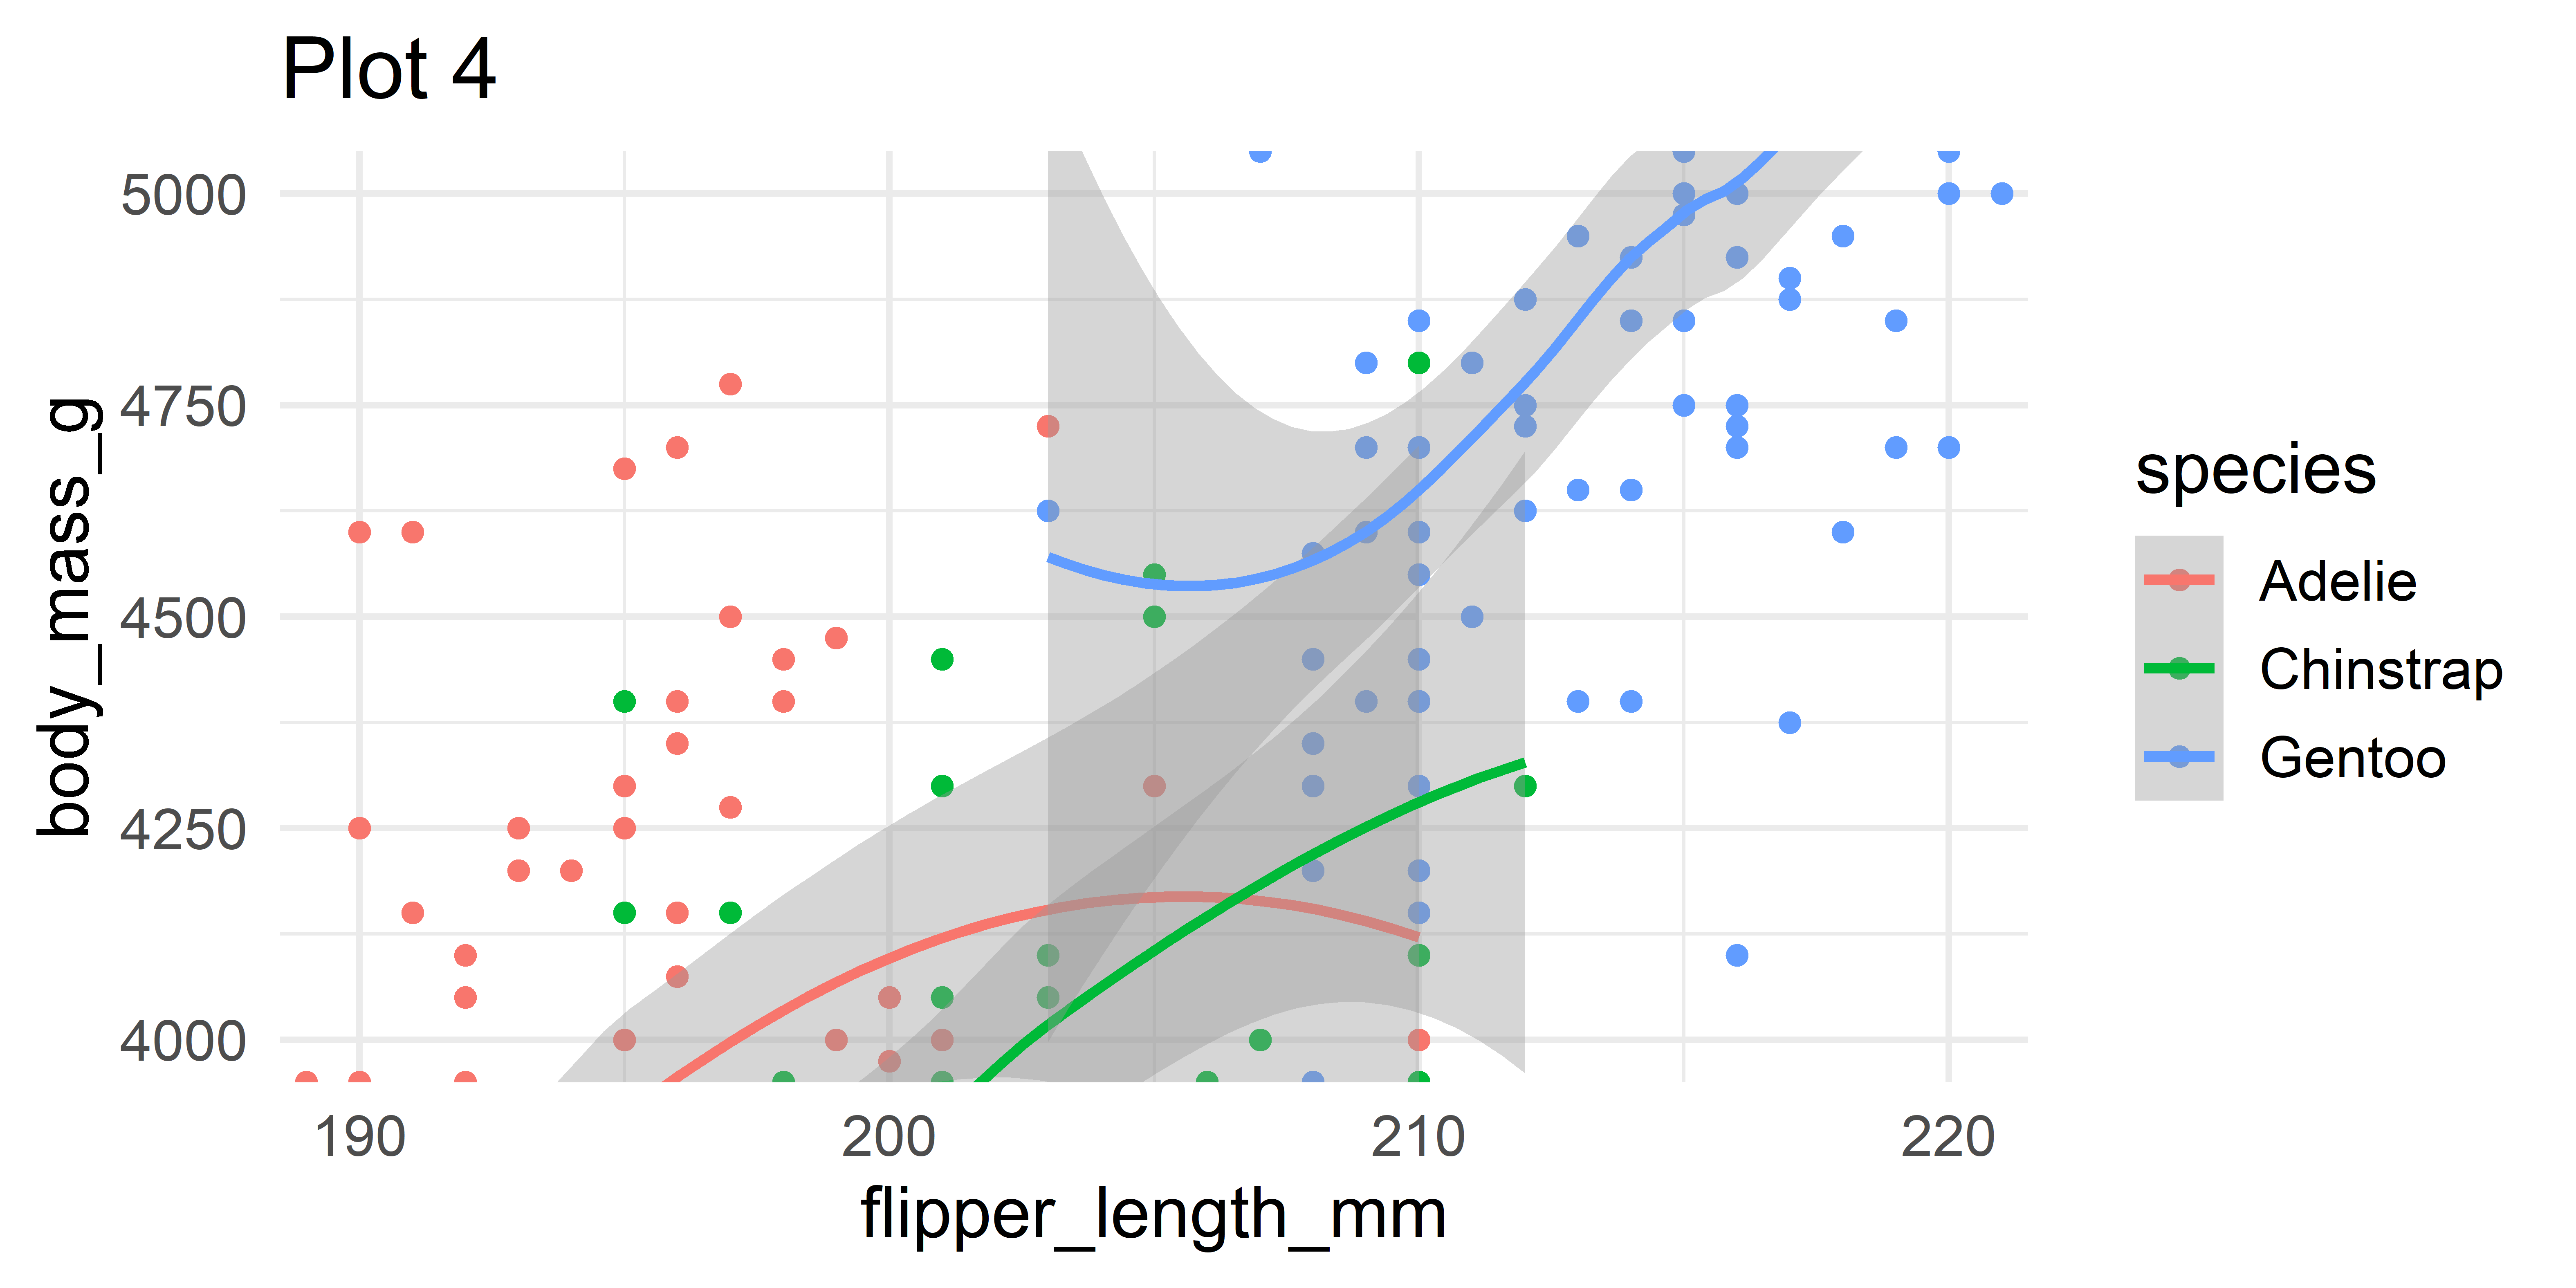 Plot 4
5000
4750
4500
4250
4000
body_mass_g
190 200 210 220
flipper_length_mm
species
Adelie
Chinstrap
Gentoo